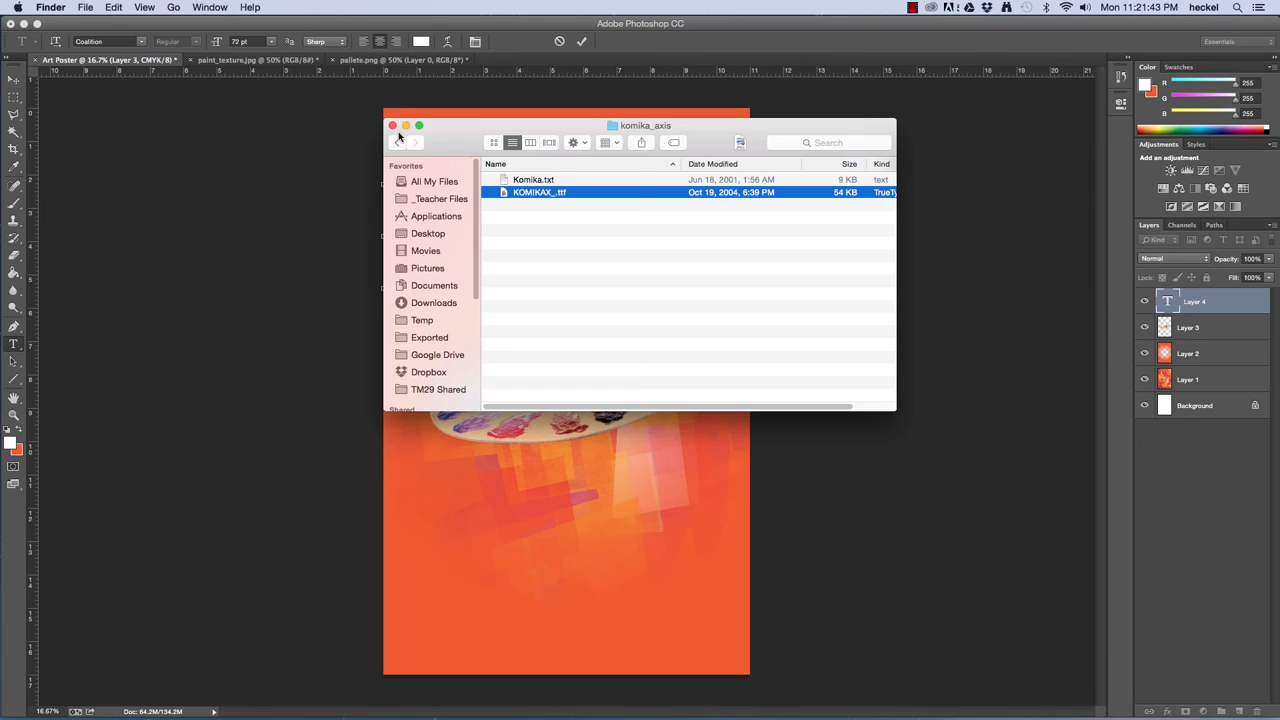 Finder File Edit View Go Window Help Mon 11:21:43 heckel
Adobe Photoshop CC
Coalition Regular 72 pt Sharp Essentials
Art Poster @ 16.7% (Layer 3, CMYK/8) * paint_texture.jpg @ 50% (RGB/8#) * pallete.png @ 50% (Layer 0, RGB/8*) *
komika_axis
Search
Favorites
All My Files
_Teacher Files
Applications
Desktop
Movies
Pictures
Documents
Downloads
Temp
Exported
Google Drive
Dropbox
TM29 Shared
Shared
Name Date Modified Size Kind
Komika.txt Jun 18, 2001, 1:56 AM 9 KB text
KOMIKAX_.ttf Oct 19, 2004, 6:39 PM 54 KB TrueTy
Color Swatches
R 255
G 255
B 255
Adjustments Styles
Add an adjustment
Layers Channels Paths
Kind
Normal Opacity: 100%
Lock: Fill: 100%
Layer 4
Layer 3
Layer 2
Layer 1
Background
16.67% Doc: 64.2M/134.2M